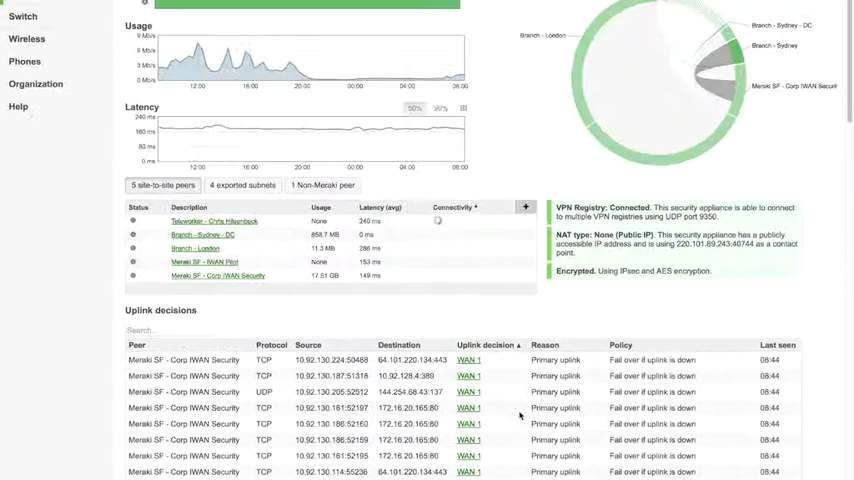 Switch
Wireless
Phones
Organization
Help
Usage
9 Mb/s
6 Mb/s
3 Mb/s
0 Mb/s
12:00 16:00 20:00 00:00 04:00 08:00
Latency
50% 90%
240 ms
160 ms
80 ms
0 ms
12:00 16:00 20:00 00:00 04:00 08:00
Branch - London
Branch - Sydney - DC
Branch - Sydney
Meraki SF - Corp IWAN Securit
5 site-to-site peers 4 exported subnets 1 Non-Meraki peer
Status Description Usage Latency (avg) Connectivity +
Teleworker - Chris Hilsenbeck None 240 ms
Branch - Sydney - DC 858.7 MB 0 ms
Branch - London 11.3 MB 286 ms
Meraki SF - IWAN Pilot None 153 ms
Meraki SF - Corp IWAN Security 17.51 GB 149 ms
VPN Registry: Connected. This security appliance is able to connect
to multiple VPN registries using UDP port 9350.
NAT type: None (Public IP). This security appliance has a publicly
accessible IP address and is using 220.101.89.243:40744 as a contact
point.
Encrypted. Using IPsec and AES encryption.
Uplink decisions
Search...
Peer Protocol Source Destination Uplink decision ▲ Reason Policy Last seen
Meraki SF - Corp IWAN Security TCP 10.92.130.224:50488 64.101.220.134:443 WAN 1 Primary uplink Fail over if uplink is down 08:44
Meraki SF - Corp IWAN Security TCP 10.92.130.187:51318 10.92.128.4:389 WAN 1 Primary uplink Fail over if uplink is down 08:44
Meraki SF - Corp IWAN Security UDP 10.92.130.205:52512 144.254.68.43:137 WAN 1 Primary uplink Fail over if uplink is down 08:44
Meraki SF - Corp IWAN Security TCP 10.92.130.161:52197 172.16.20.165:80 WAN 1 Primary uplink Fail over if uplink is down 08:44
Meraki SF - Corp IWAN Security TCP 10.92.130.186:52160 172.16.20.165:80 WAN 1 Primary uplink Fail over if uplink is down 08:44
Meraki SF - Corp IWAN Security TCP 10.92.130.186:52159 172.16.20.165:80 WAN 1 Primary uplink Fail over if uplink is down 08:44
Meraki SF - Corp IWAN Security TCP 10.92.130.161:52195 172.16.20.165:80 WAN 1 Primary uplink Fail over if uplink is down 08:44
Meraki SF - Corp IWAN Security TCP 10.92.130.114:55236 64.101.220.134:443 WAN 1 Primary uplink Fail over if uplink is down 08:44